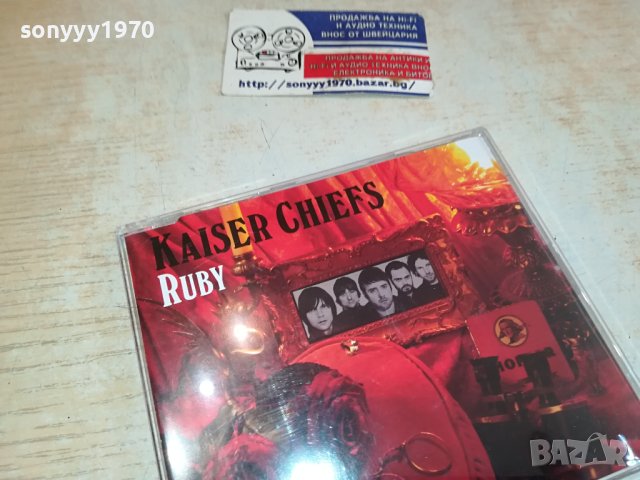 sonyyy1970
ПРОДАЖБА НА HI-FI
И АУДИО ТЕХНИКА
ВНОС ОТ ШВЕЙЦАРИЯ
ПРОДАЖБА НА АНТИКИ И
HI-FI АУДИО ТЕХНИКА ВНО
ЕЛЕКТРОНИКА И БИТОВ
http://sonyyy1970.bazar.bg/
KAISER CHIEFS
RUBY
BAZAR